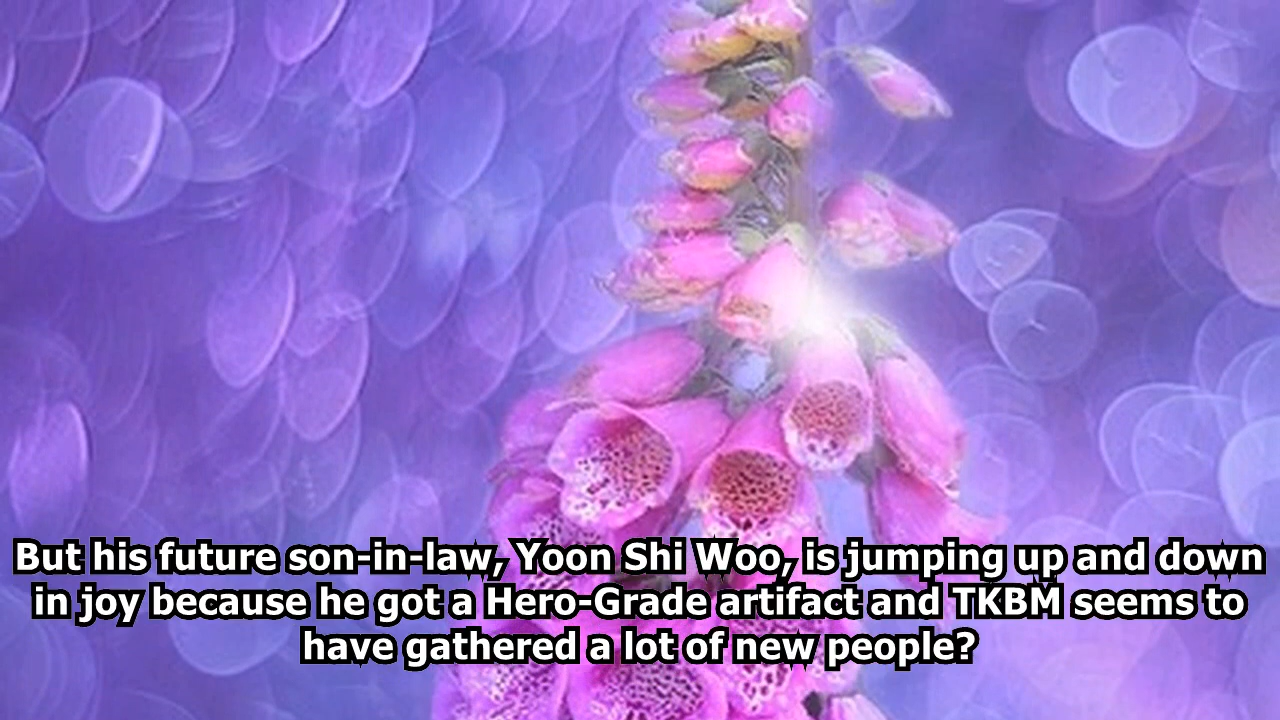 But his future son-in-law, Yoon Shi Woo, is jumping up and down
in joy because he got a Hero-Grade artifact and TKBM seems to
have gathered a lot of new people?